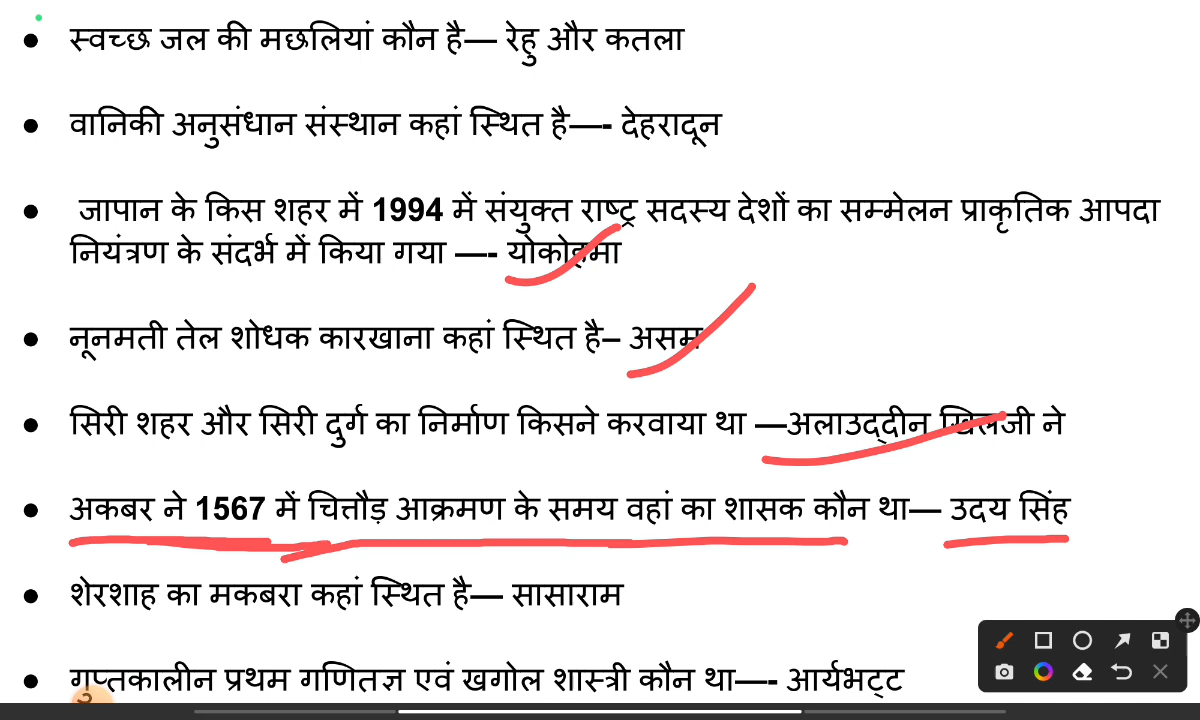 ● स्वच्छ जल की मछलियां कौन है— रेहु और कतला
● वानिकी अनुसंधान संस्थान कहां स्थित है—- देहरादून
● जापान के किस शहर में 1994 में संयुक्त राष्ट्र सदस्य देशों का सम्मेलन प्राकृतिक आपदा
नियंत्रण के संदर्भ में किया गया —- योकोहमा
● नूनमती तेल शोधक कारखाना कहां स्थित है– असम
● सिरी शहर और सिरी दुर्ग का निर्माण किसने करवाया था —अलाउद्दीन खिलजी ने
● अकबर ने 1567 में चित्तौड़ आक्रमण के समय वहां का शासक कौन था— उदय सिंह
● शेरशाह का मकबरा कहां स्थित है— सासाराम
● गुप्तकालीन प्रथम गणितज्ञ एवं खगोल शास्त्री कौन था—- आर्यभट्ट